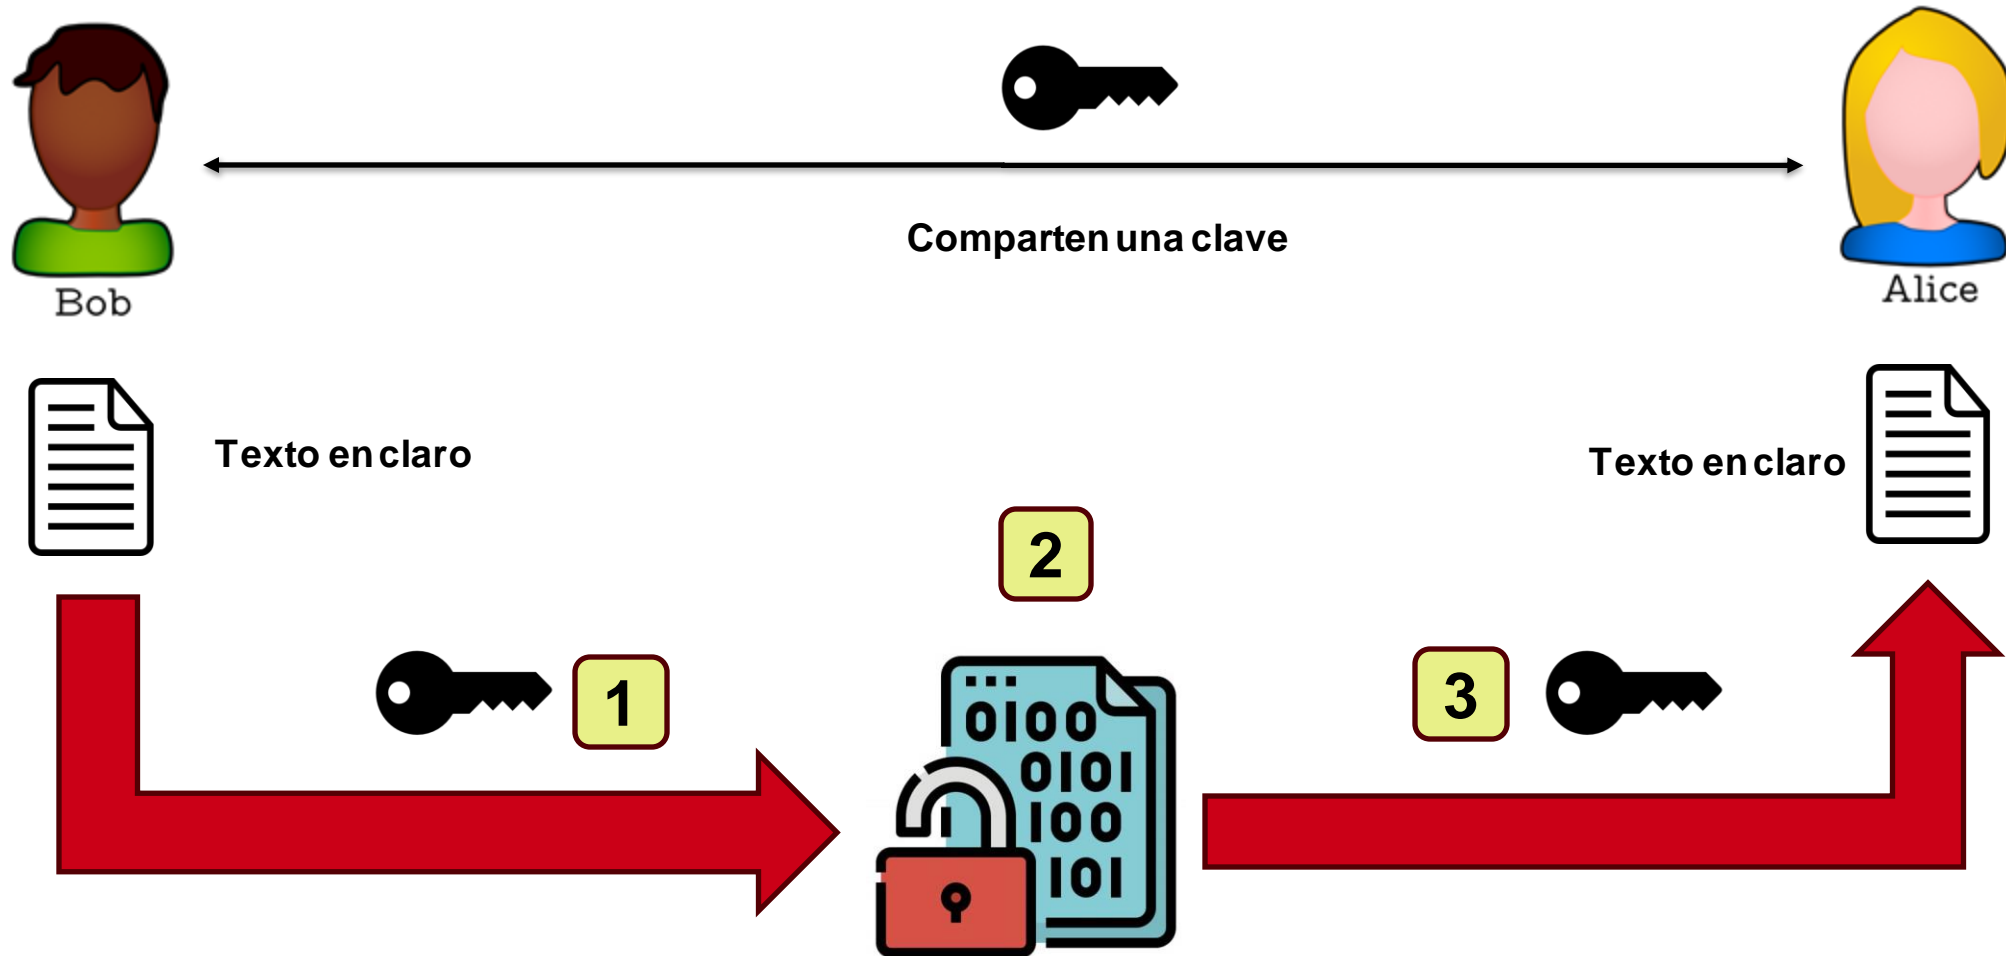 Comparten una clave
Bob
Alice
Texto en claro
Texto en claro
2
1
3
0100
0101
100
101